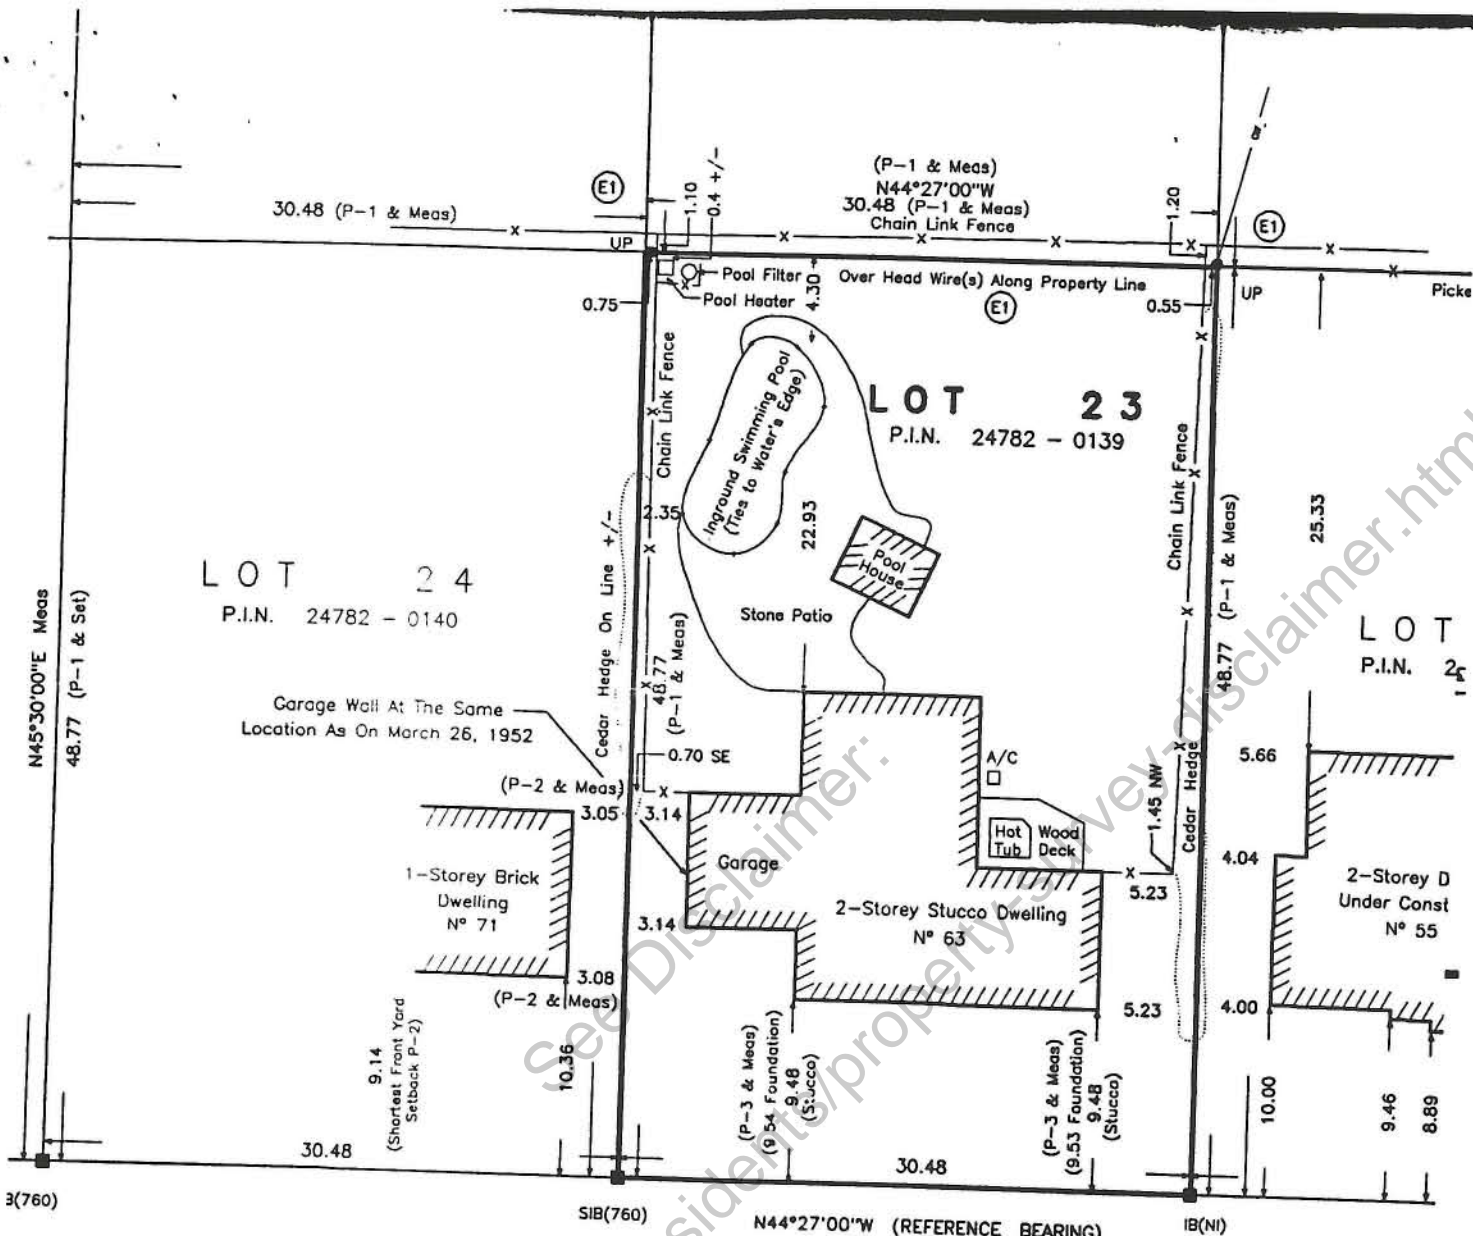 (P-1 & Meas)
N44°27'00"W
30.48 (P-1 & Meas)
Chain Link Fence
30.48 (P-1 & Meas)
E1
1.10
0.4 +/-
1.20
E1
UP
Pool Filter
Pool Heater
4.30
Over Head Wire(s) Along Property Line
E1
0.75
0.55
UP
Picke
Chain Link Fence
Inground Swimming Pool
(Ties to Water's Edge)
LOT 23
P.I.N. 24782 - 0139
Chain Link Fence
48.77 (P-1 & Meas)
25.33
2.35
22.93
Pool
House
Stone Patio
Cedar Hedge On Line +/-
48.77
(P-1 & Meas)
LOT 24
P.I.N. 24782 - 0140
N45°30'00"E Meas
48.77 (P-1 & Set)
LOT
P.I.N.
Garage Wall At The Same
Location As On March 26, 1952
0.70 SE
(P-2 & Meas)
3.05
3.14
A/C
Hot
Tub
Wood
Deck
1.45 NW
Cedar Hedge
5.66
4.04
1-Storey Brick
Dwelling
N° 71
Garage
3.14
2-Storey Stucco Dwelling
N° 63
5.23
2-Storey D
Under Const
N° 55
3.08
(P-2 & Meas)
5.23
4.00
9.14
(Shortest Front Yard
Setback P-2)
10.36
(P-3 & Meas)
(9.54 Foundation)
9.48
(Stucco)
(P-3 & Meas)
(9.53 Foundation)
9.48
(Stucco)
10.00
9.46
8.89
30.48
30.48
B(760)
SIB(760)
N44°27'00"W (REFERENCE BEARING)
IB(NI)
See Disclaimer:
sidents/property-survey-disclaimer.html